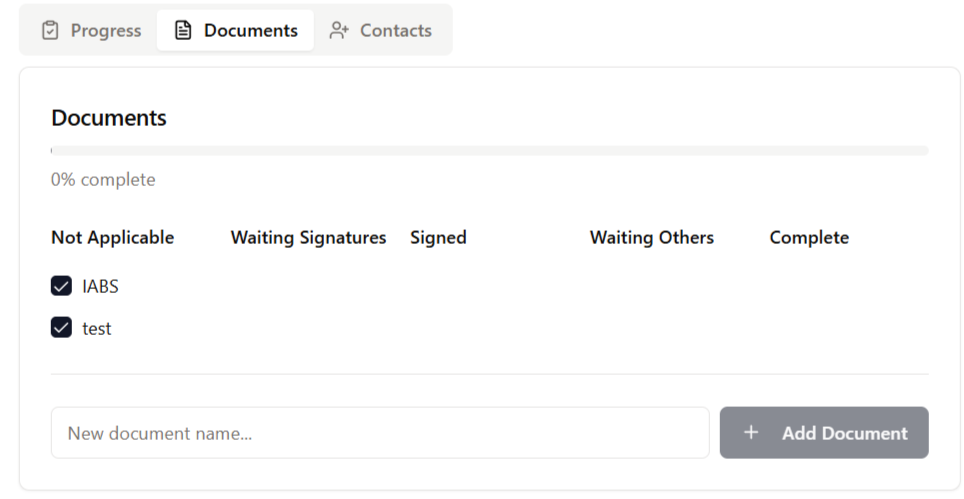 Progress Documents Contacts
Documents
0% complete
Not Applicable Waiting Signatures Signed Waiting Others Complete
IABS
test
New document name... + Add Document